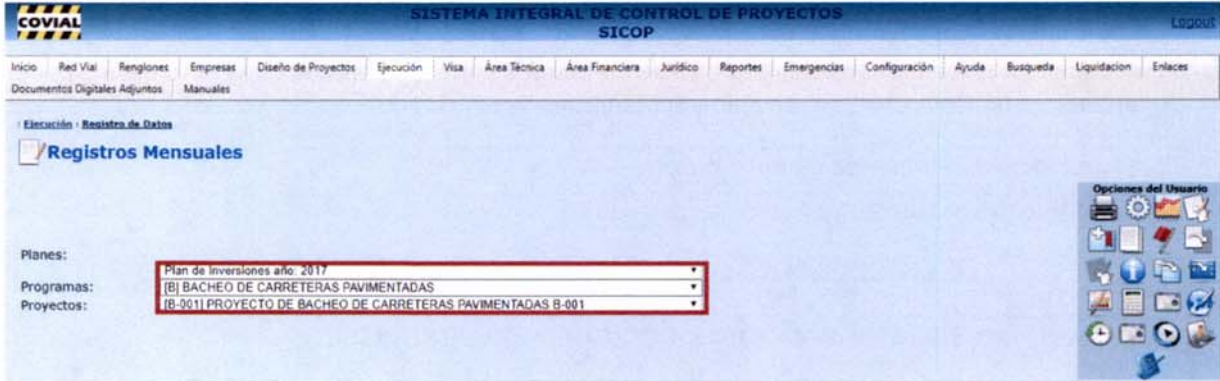 COVIAL
SISTEMA INTEGRAL DE CONTROL DE PROYECTOS
SICOP
Logout
Inicio Red Vial Renglones Empresas Diseño de Proyectos Ejecución Visa Área Técnica Área Financiera Jurídico Reportes Emergencias Configuración Ayuda Busqueda Liquidacion Enlaces
Documentos Digitales Adjuntos Manuales
: Ejecución : Registro de Datos
Registros Mensuales
Opciones del Usuario
Planes:
Plan de Inversiones año: 2017
Programas:
[B] BACHEO DE CARRETERAS PAVIMENTADAS
Proyectos:
[B-001] PROYECTO DE BACHEO DE CARRETERAS PAVIMENTADAS B-001